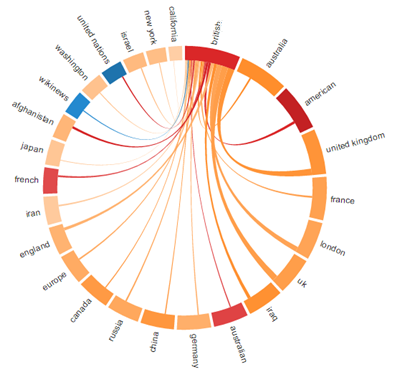 british
australia
american
united kingdom
france
london
uk
iraq
australian
germany
china
russia
canada
europe
england
iran
french
japan
afghanistan
wikinews
washington
united nations
israel
new york
california